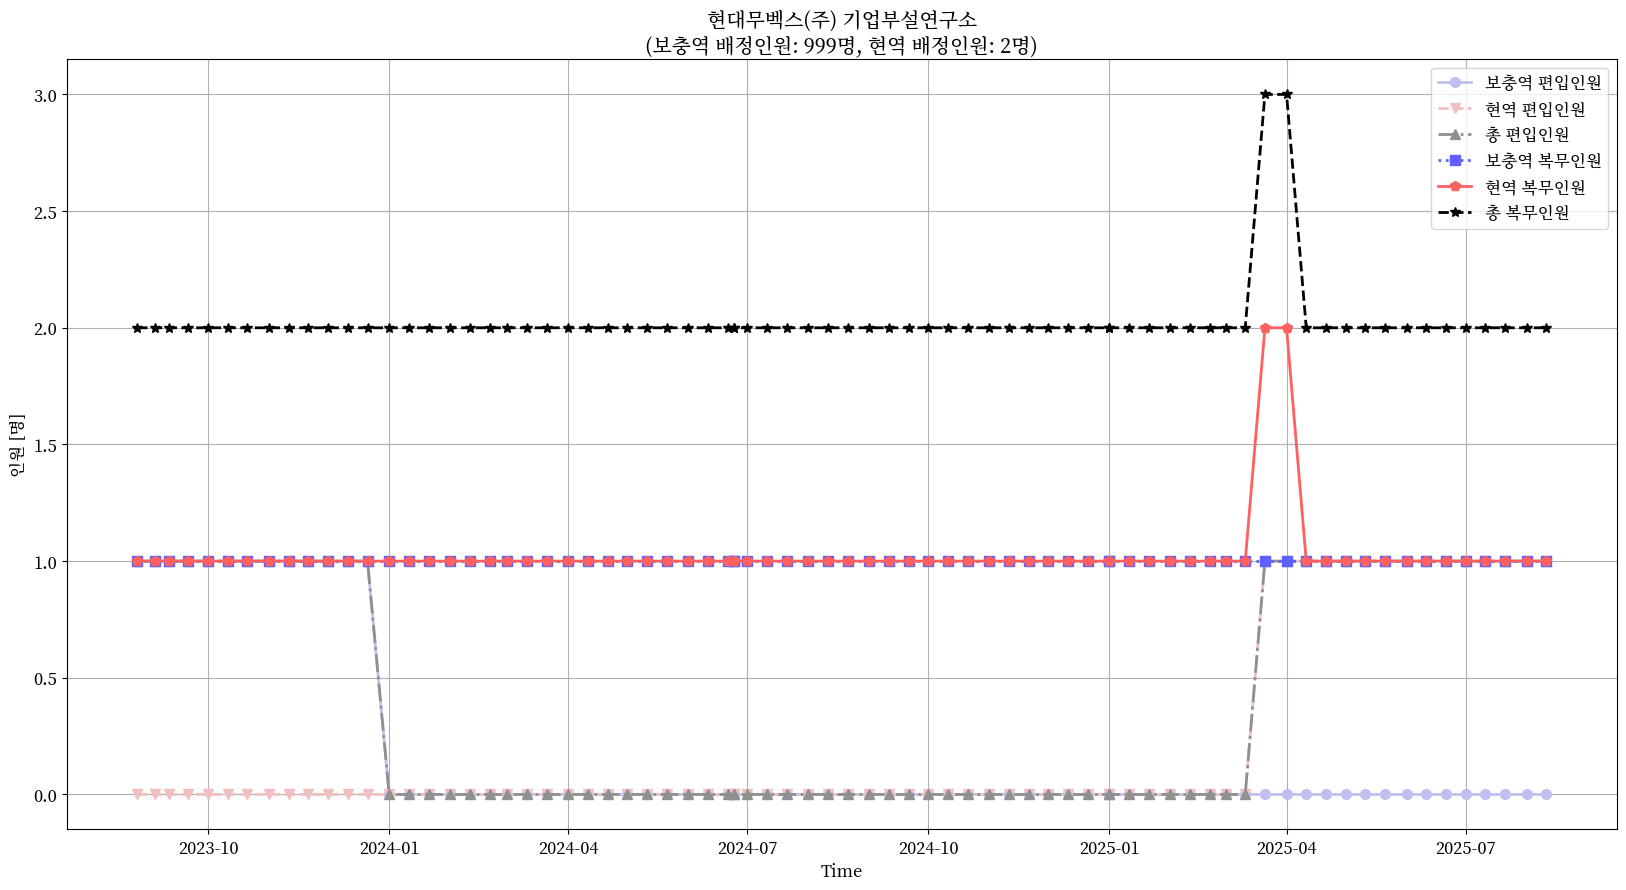 현대무벡스(주) 기업부설연구소
(보충역 배정인원: 999명, 현역 배정인원: 2명)
보충역 편입인원
현역 편입인원
총 편입인원
보충역 복무인원
현역 복무인원
총 복무인원
3.0
2.5
2.0
1.5
1.0
0.5
0.0
인원 [명]
2023-10
2024-01
2024-04
2024-07
2024-10
2025-01
2025-04
2025-07
Time